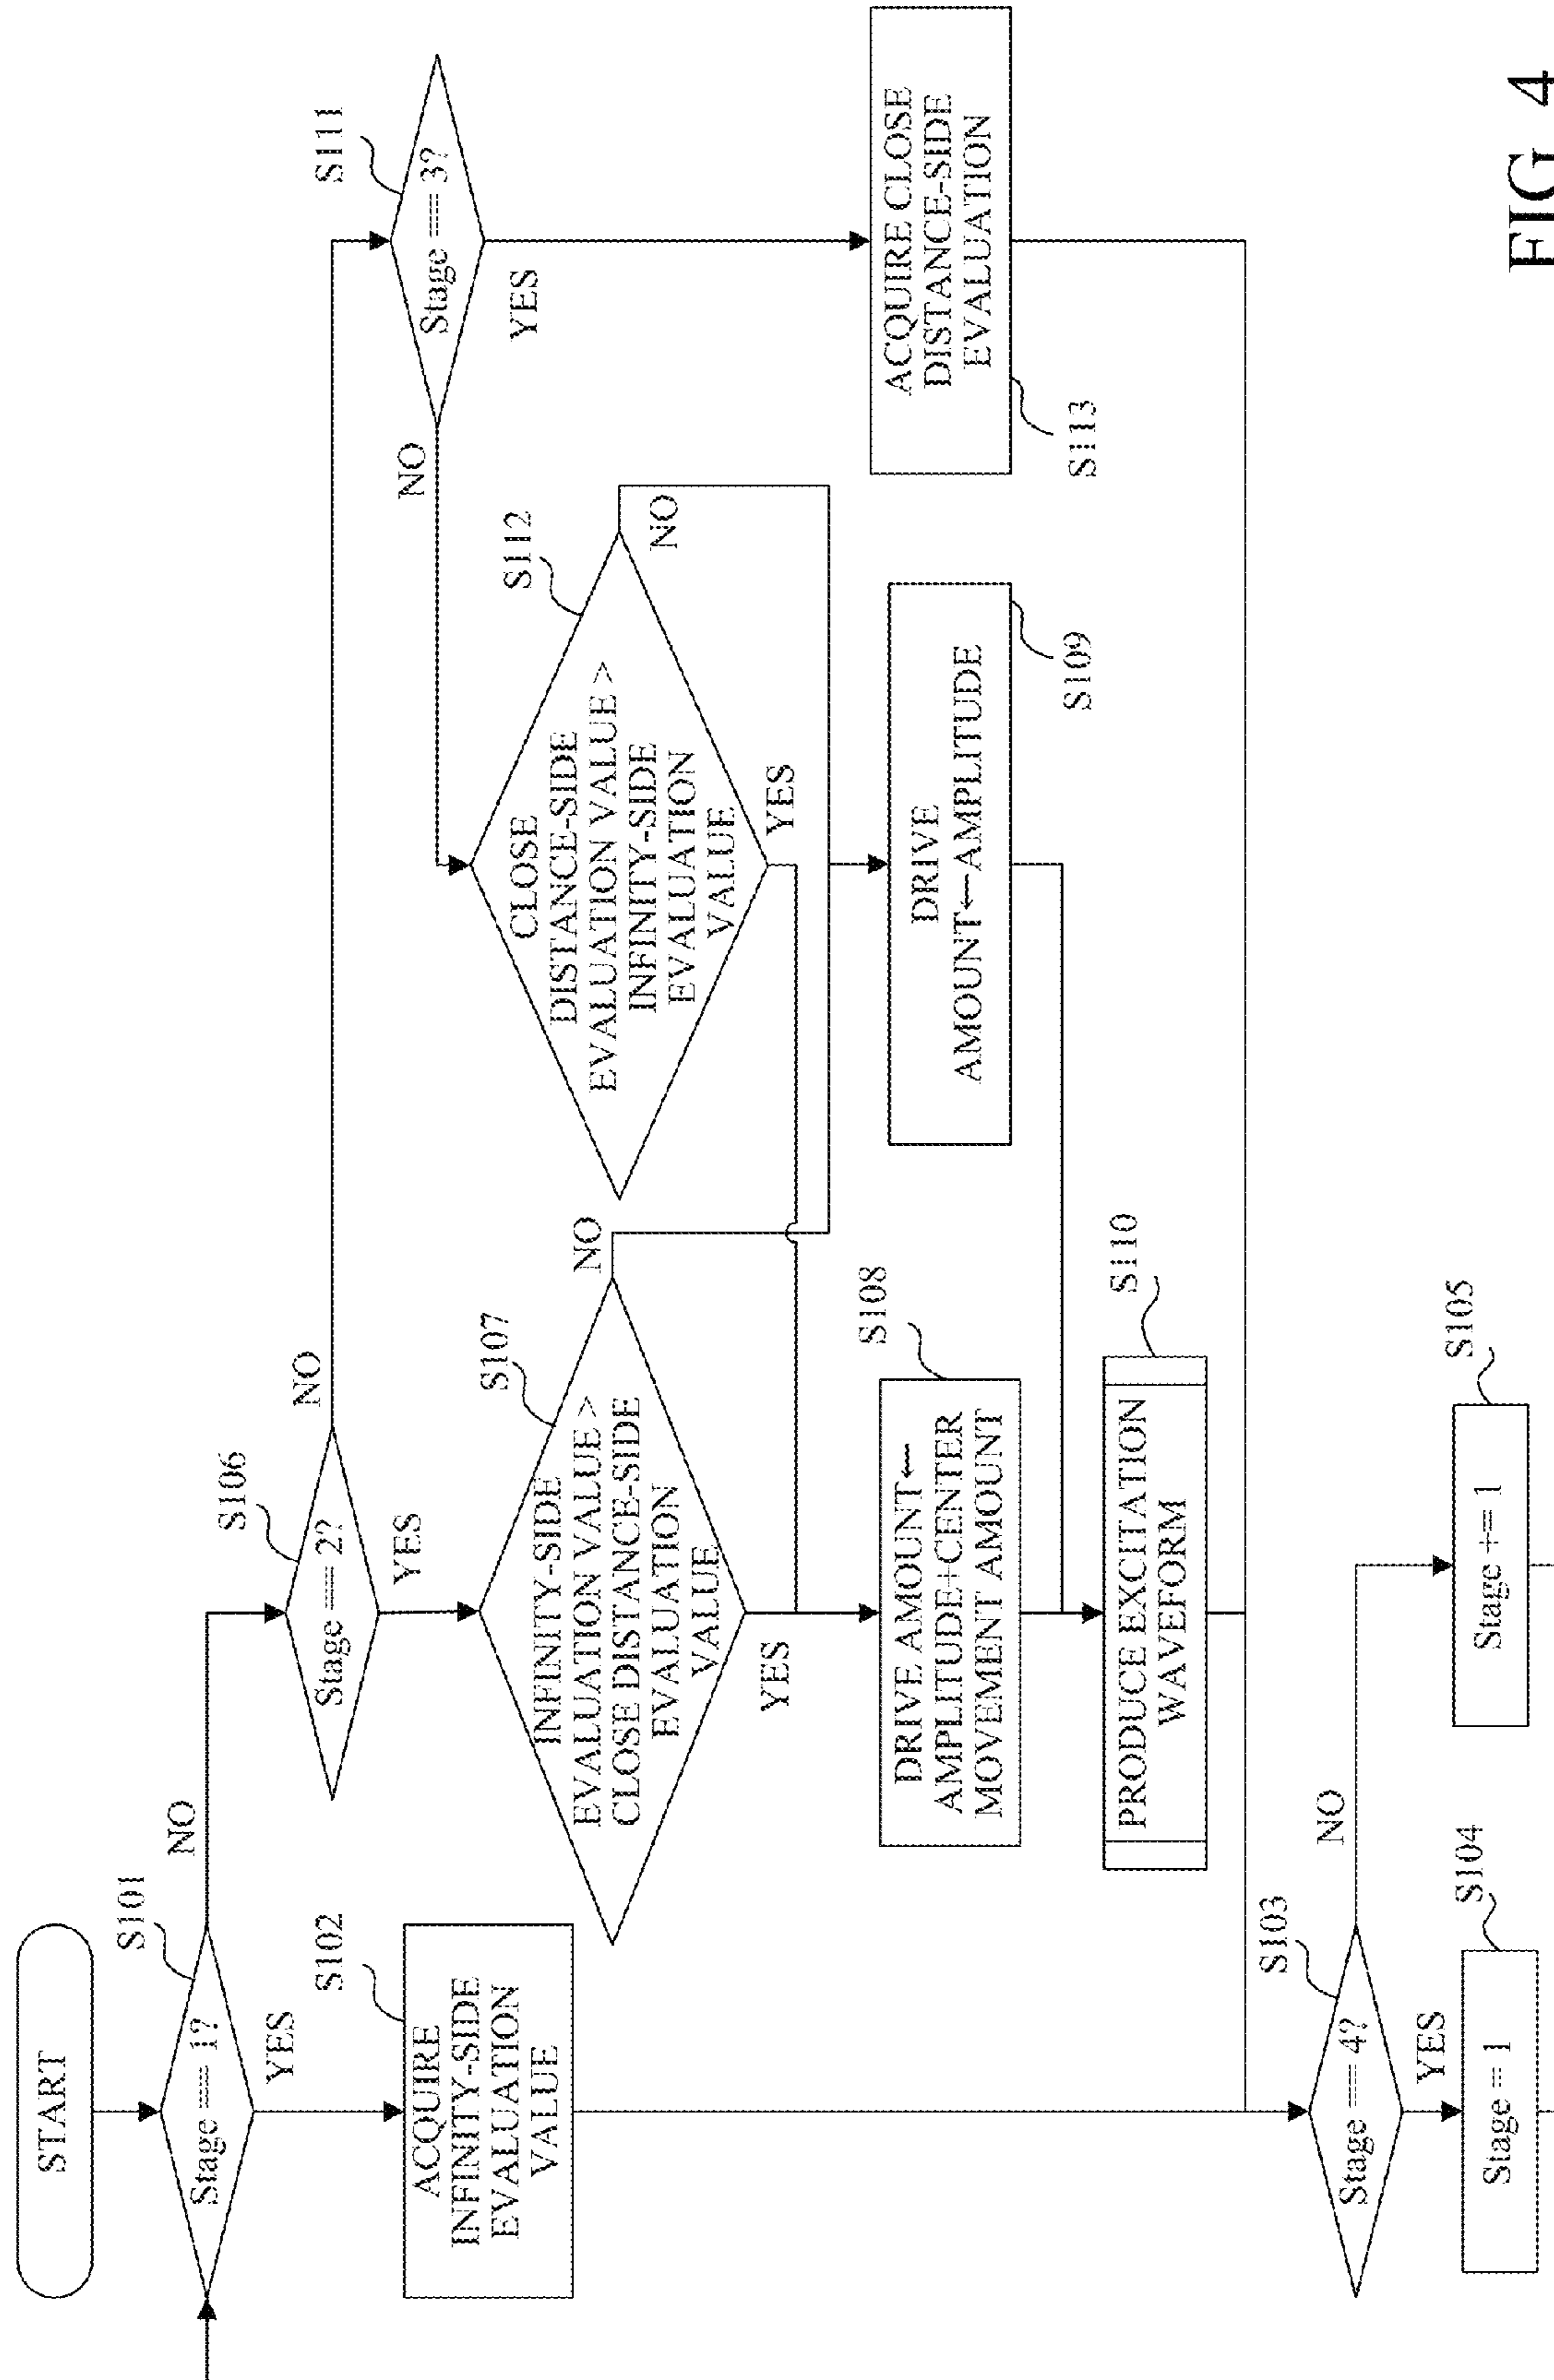 START
S101
Stage == 1?
NO
YES
S102
ACQUIRE
INFINITY-SIDE
EVALUATION
VALUE
S106
Stage == 2?
NO
YES
S107
INFINITY-SIDE
EVALUATION VALUE >
CLOSE DISTANCE-SIDE
EVALUATION
VALUE
NO
YES
S108
DRIVE AMOUNT←
AMPLITUDE+CENTER
MOVEMENT AMOUNT
S110
PRODUCE EXCITATION
WAVEFORM
S111
Stage == 3?
NO
YES
S112
CLOSE
DISTANCE-SIDE
EVALUATION VALUE >
INFINITY-SIDE
EVALUATION
VALUE
NO
YES
DRIVE
AMOUNT←AMPLITUDE
S109
ACQUIRE CLOSE
DISTANCE-SIDE
EVALUATION
S113
S103
Stage == 4?
NO
YES
S104
Stage = 1
S105
Stage += 1
FIG. 4